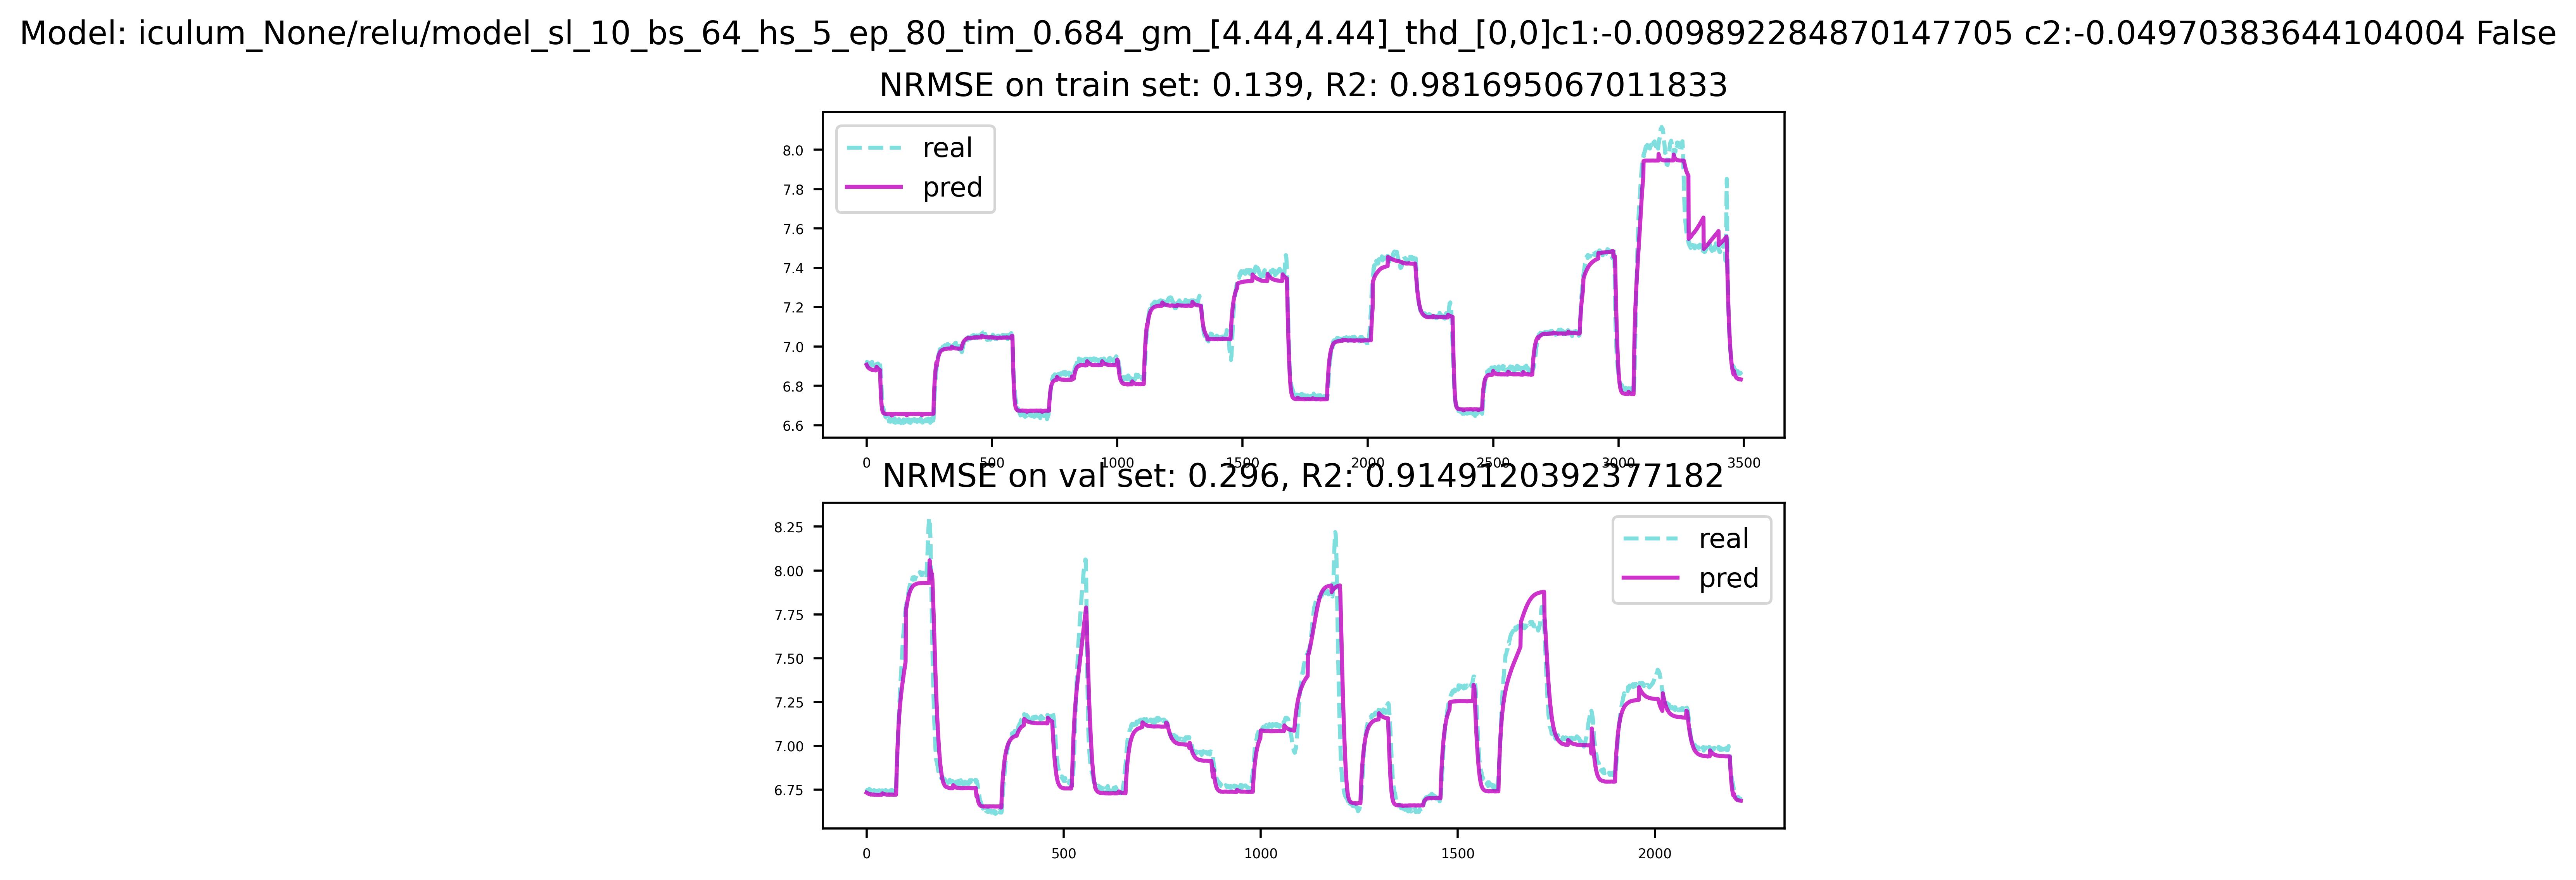 Model: iculum_None/relu/model_sl_10_bs_64_hs_5_ep_80_tim_0.684_gm_[4.44,4.44]_thd_[0,0]c1:-0.009892284870147705 c2:-0.04970383644104004 False
NRMSE on train set: 0.139, R2: 0.981695067011833
real
pred
8.0
7.8
7.6
7.4
7.2
7.0
6.8
6.6
0 500 1000 1500 2000 2500 3000 3500
NRMSE on val set: 0.296, R2: 0.9149120392377182
real
pred
8.25
8.00
7.75
7.50
7.25
7.00
6.75
0 500 1000 1500 2000